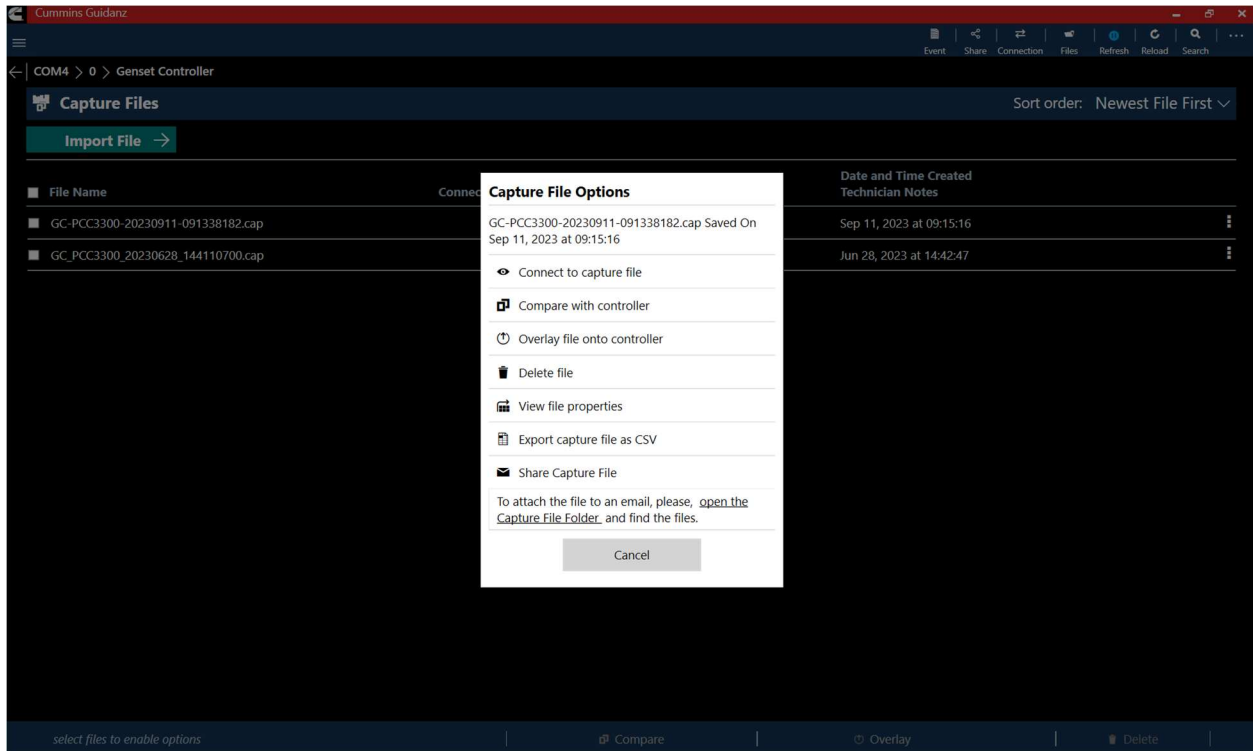 Cummins Guidanz
Event Share Connection Files Refresh Reload Search
COM4 > 0 > Genset Controller
Capture Files
Sort order: Newest File First
Import File
File Name
Connec
Date and Time Created
Technician Notes
GC-PCC3300-20230911-091338182.cap
Sep 11, 2023 at 09:15:16
GC_PCC3300_20230628_144110700.cap
Jun 28, 2023 at 14:42:47
Capture File Options
GC-PCC3300-20230911-091338182.cap Saved On
Sep 11, 2023 at 09:15:16
Connect to capture file
Compare with controller
Overlay file onto controller
Delete file
View file properties
Export capture file as CSV
Share Capture File
To attach the file to an email, please, open the
Capture File Folder and find the files.
Cancel
select files to enable options
Compare
Overlay
Delete